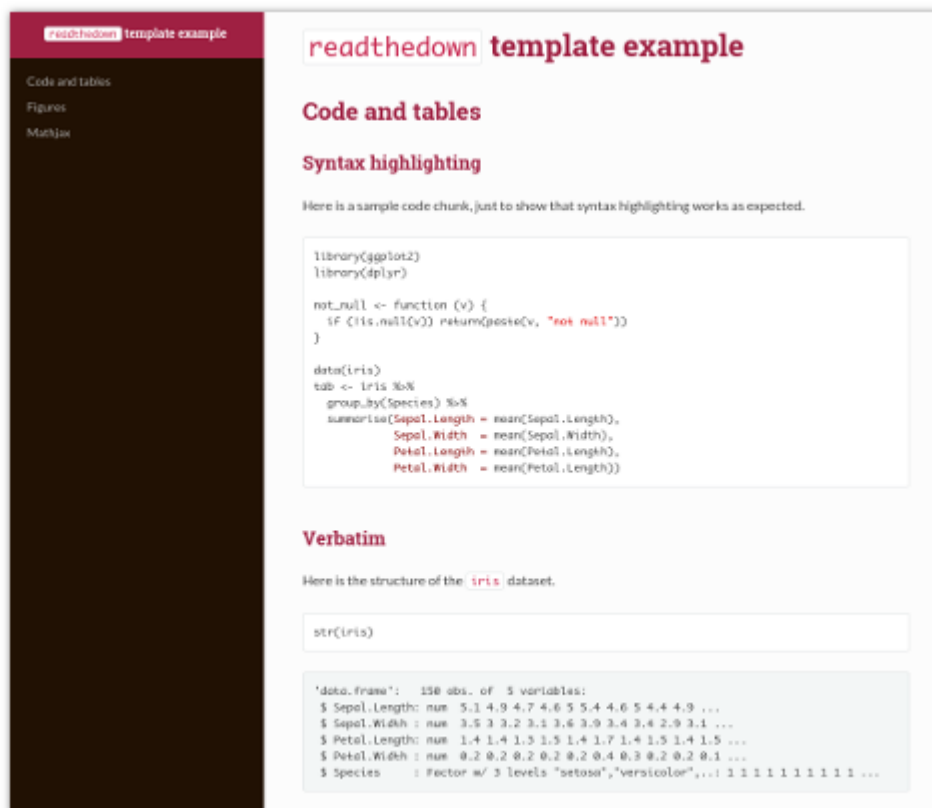 readthedown template example
Code and tables
Figures
Mathjax
readthedown template example
Code and tables
Syntax highlighting
Here is a sample code chunk, just to show that syntax highlighting works as expected.
library(ggplot2)
library(dplyr)
not_null <- function (v) {
  if (!is.null(v)) return(paste(v, "not null"))
}
data(iris)
tab <- iris %>%
  group_by(Species) %>%
  summarise(Sepal.Length = mean(Sepal.Length),
            Sepal.Width  = mean(Sepal.Width),
            Petal.Length = mean(Petal.Length),
            Petal.Width  = mean(Petal.Length))
Verbatim
Here is the structure of the iris dataset.
str(iris)
'data.frame':   150 obs. of  5 variables:
 $ Sepal.Length: num  5.1 4.9 4.7 4.6 5 5.4 4.6 5 4.4 4.9 ...
 $ Sepal.Width : num  3.5 3 3.2 3.1 3.6 3.9 3.4 3.4 2.9 3.1 ...
 $ Petal.Length: num  1.4 1.4 1.3 1.5 1.4 1.7 1.4 1.5 1.4 1.5 ...
 $ Petal.Width : num  0.2 0.2 0.2 0.2 0.2 0.4 0.3 0.2 0.2 0.1 ...
 $ Species     : Factor w/ 3 levels "setosa","versicolor",..: 1 1 1 1 1 1 1 1 1 1 ...